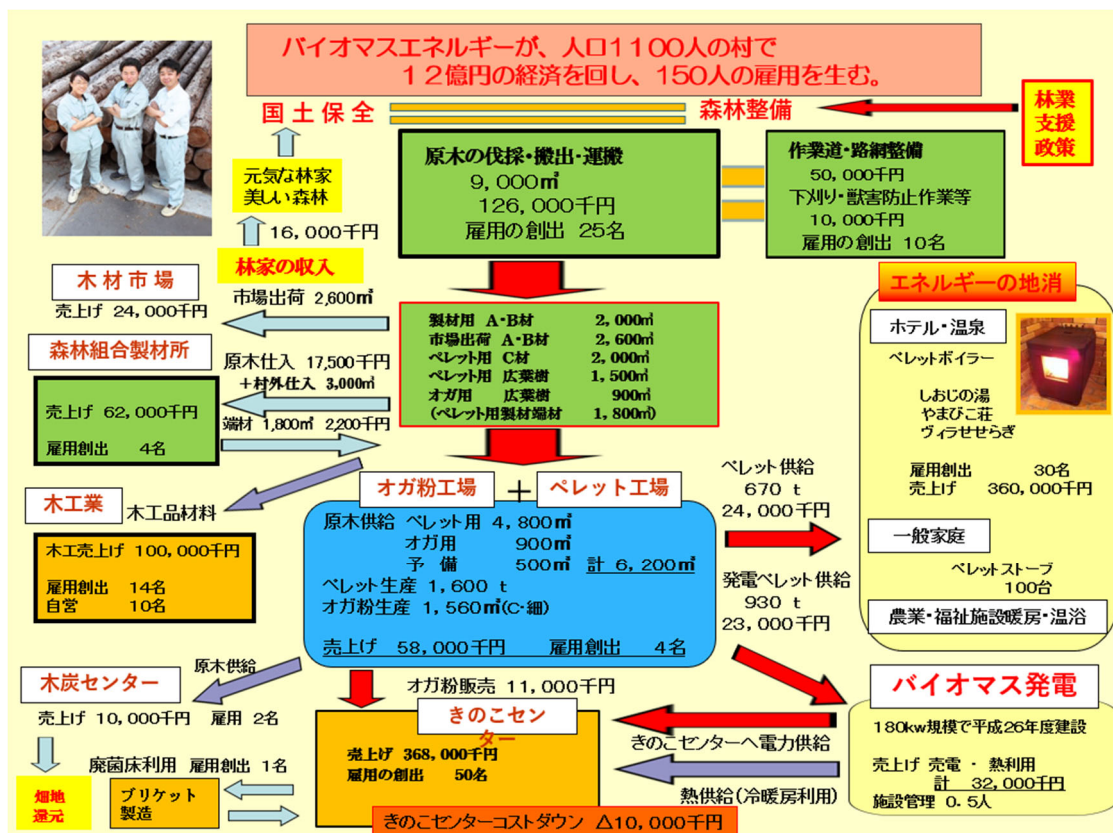 バイオマスエネルギーが、人口1100人の村で
12億円の経済を回し、150人の雇用を生む。
国土保全
森林整備
林業
支援
政策
元気な林家
美しい森林
16,000千円
林家の収入
原木の伐採・搬出・運搬
9,000㎥
126,000千円
雇用の創出 25名
作業道・路網整備
50,000千円
下刈り・獣害防止作業等
10,000千円
雇用の創出 10名
木材市場
売上げ 24,000千円
市場出荷 2,600㎥
森林組合製材所
原木仕入 17,500千円
+村外仕入 3,000㎥
売上げ 62,000千円
雇用創出 4名
端材 1,800㎥ 2,200千円
製材用 A・B材 2,000㎥
市場出荷 A・B材 2,600㎥
ペレット用 C材 2,000㎥
ペレット用 広葉樹 1,500㎥
オガ用 広葉樹 900㎥
(ペレット用製材端材 1,800㎥)
エネルギーの地消
ホテル・温泉
ペレットボイラー
しおじの湯
やまびこ荘
ヴィラせせらぎ
雇用創出 30名
売上げ 360,000千円
一般家庭
ペレットストーブ
100台
農業・福祉施設暖房・温浴
木工業
木工品材料
木工売上げ 100,000千円
雇用創出 14名
自営 10名
オガ粉工場 + ペレット工場
原木供給 ペレット用 4,800㎥
オガ用 900㎥
予備 500㎥ 計 6,200㎥
ペレット生産 1,600 t
オガ粉生産 1,560㎥(C・細)
売上げ 58,000千円 雇用創出 4名
ペレット供給
670 t
24,000千円
発電ペレット供給
930 t
23,000千円
原木供給
木炭センター
売上げ 10,000千円 雇用 2名
オガ粉販売 11,000千円
きのこセン
ター
売上げ 368,000千円
雇用の創出 50名
きのこセンターコストダウン △10,000千円
廃菌床利用 雇用創出 1名
畑地
還元
ブリケット
製造
きのこセンターへ電力供給
熱供給(冷暖房利用)
バイオマス発電
180kw規模で平成26年度建設
売上げ 売電・熱利用
計 32,000千円
施設管理 0.5人